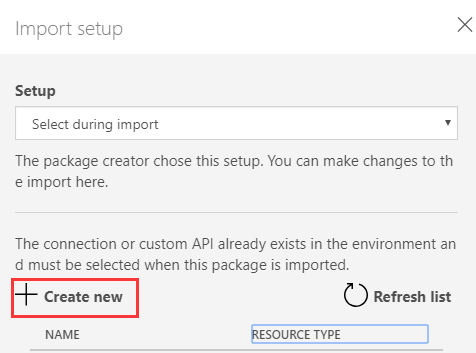 Import setup
Setup
Select during import
The package creator chose this setup. You can make changes to th
e import here.
The connection or custom API already exists in the environment an
d must be selected when this package is imported.
Create new Refresh list
NAME RESOURCE TYPE